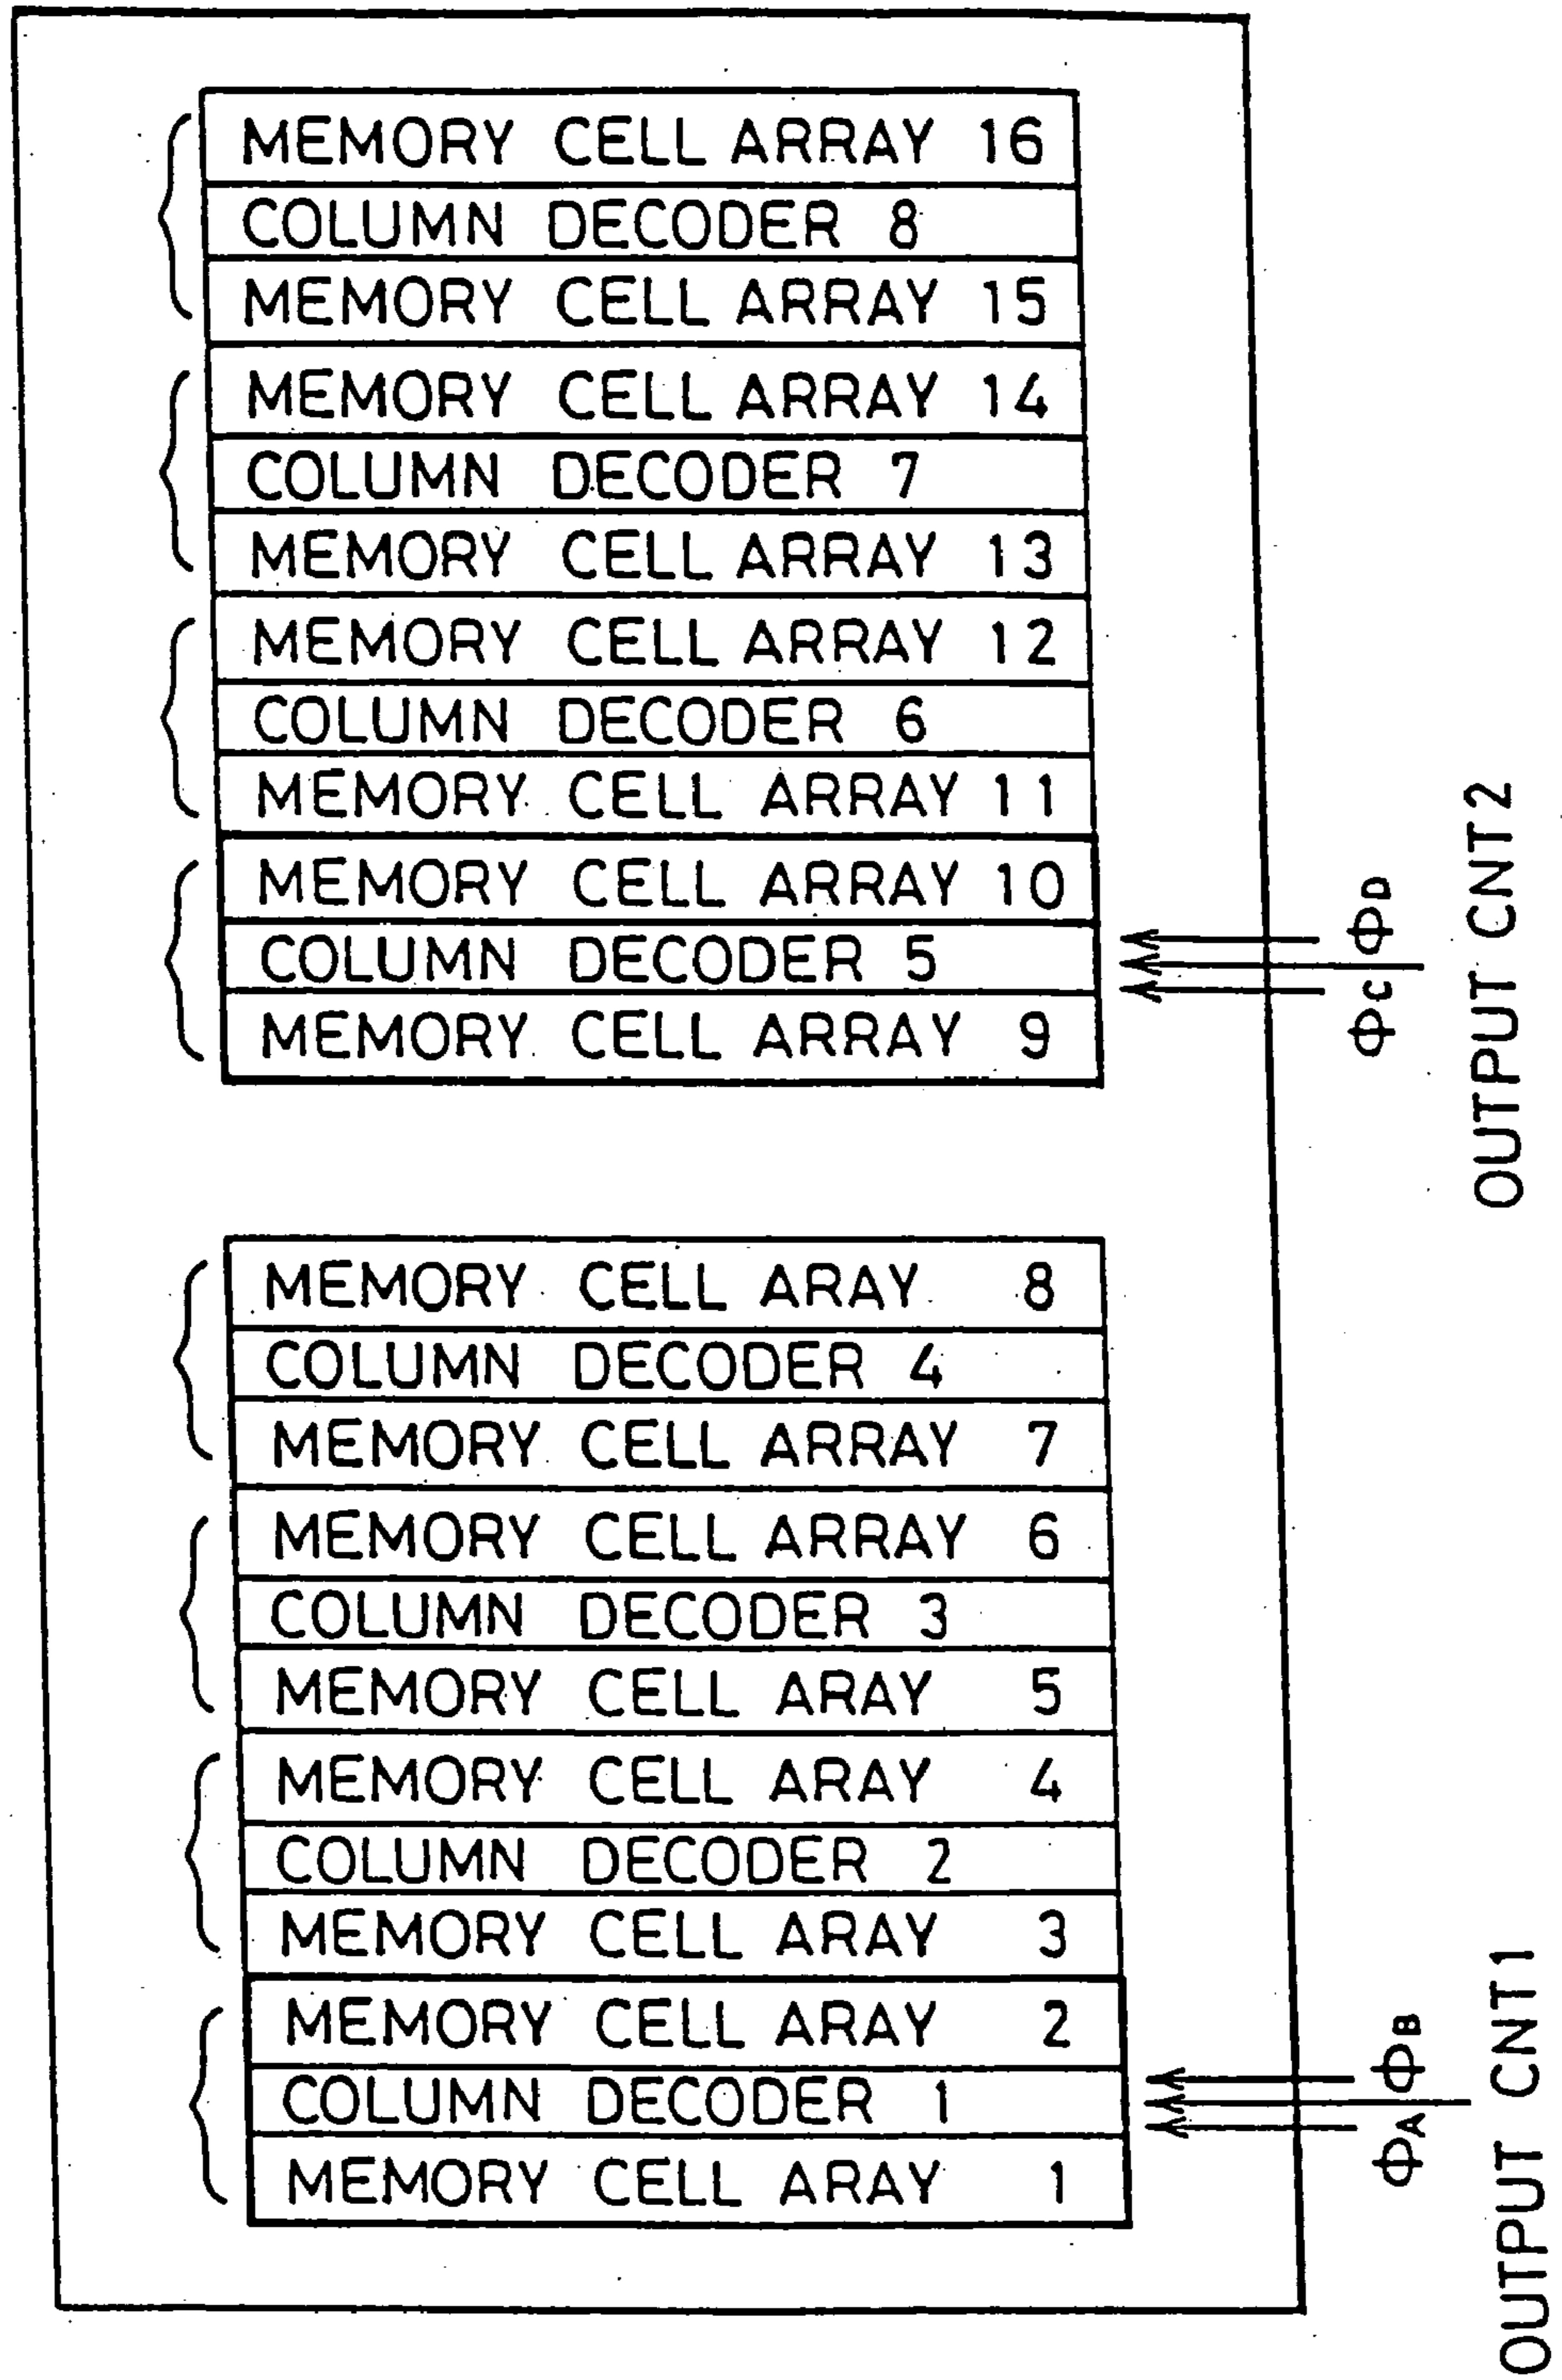 MEMORY CELL ARRAY 16
COLUMN DECODER 8
MEMORY CELL ARRAY 15
MEMORY CELL ARRAY 14
COLUMN DECODER 7
MEMORY CELL ARRAY 13
MEMORY CELL ARRAY 12
COLUMN DECODER 6
MEMORY CELL ARRAY 11
MEMORY CELL ARRAY 10
COLUMN DECODER 5
MEMORY CELL ARRAY 9
ΦC ΦD
OUTPUT CNT2
MEMORY CELL ARAY 8
COLUMN DECODER 4
MEMORY CELL ARRAY 7
MEMORY CELL ARRAY 6
COLUMN DECODER 3
MEMORY CELL ARAY 5
MEMORY CELL ARAY 4
COLUMN DECODER 2
MEMORY CELL ARAY 3
MEMORY CELL ARAY 2
COLUMN DECODER 1
MEMORY CELL ARAY 1
ΦA ΦB
OUTPUT CNT1